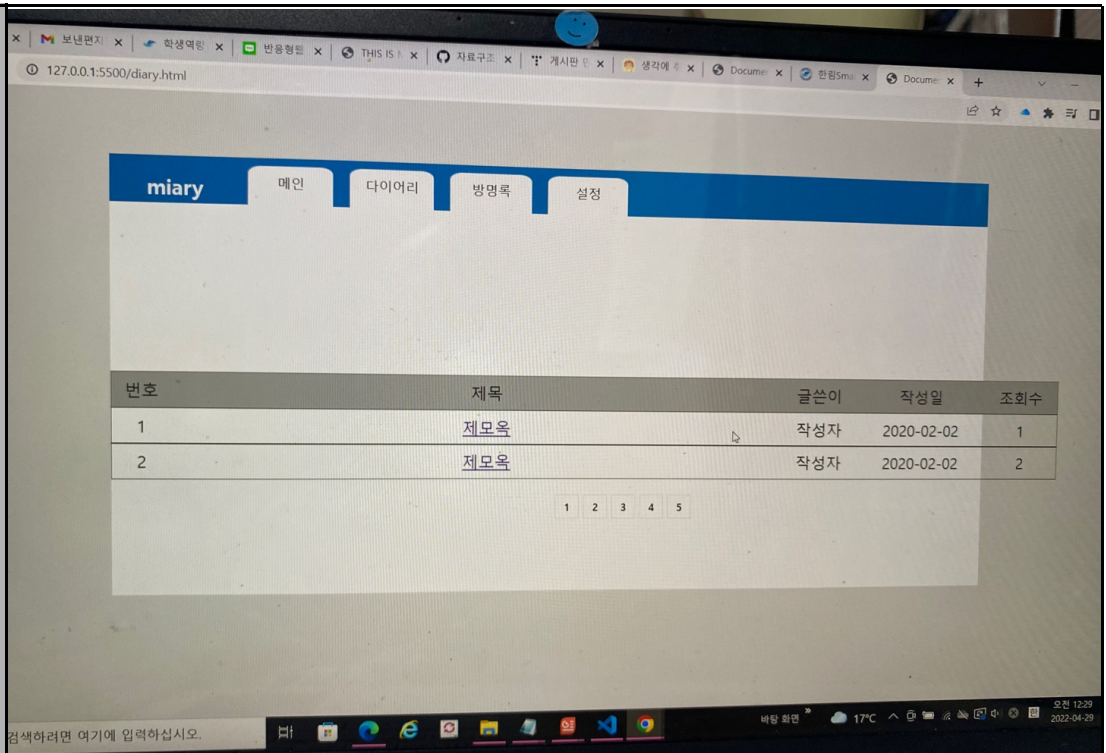 보낸편지 학생역량 반응형웹 THIS IS 자료구조 게시판 생각에 Docume 한림Sma Docume
127.0.0.1:5500/diary.html
miary 메인 다이어리 방명록 설정
번호 제목 글쓴이 작성일 조회수
1 제모옥 작성자 2020-02-02 1
2 제모옥 작성자 2020-02-02 2
1 2 3 4 5
검색하려면 여기에 입력하십시오.
바탕 화면 17°C 오전 12:29
2022-04-29